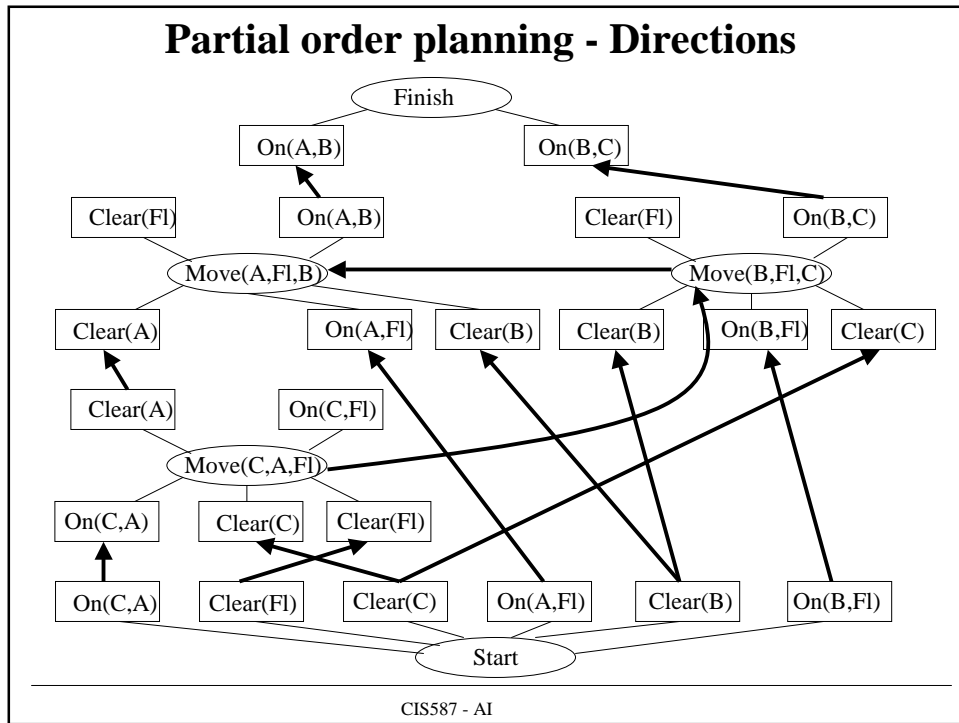 Partial order planning - Directions
Finish
On(A,B) On(B,C)
Clear(Fl) On(A,B) Clear(Fl) On(B,C)
Move(A,Fl,B) Move(B,Fl,C)
Clear(A) On(A,Fl) Clear(B) Clear(B) On(B,Fl) Clear(C)
Clear(A) On(C,Fl)
Move(C,A,Fl)
On(C,A) Clear(C) Clear(Fl)
On(C,A) Clear(Fl) Clear(C) On(A,Fl) Clear(B) On(B,Fl)
Start
CIS587 - AI